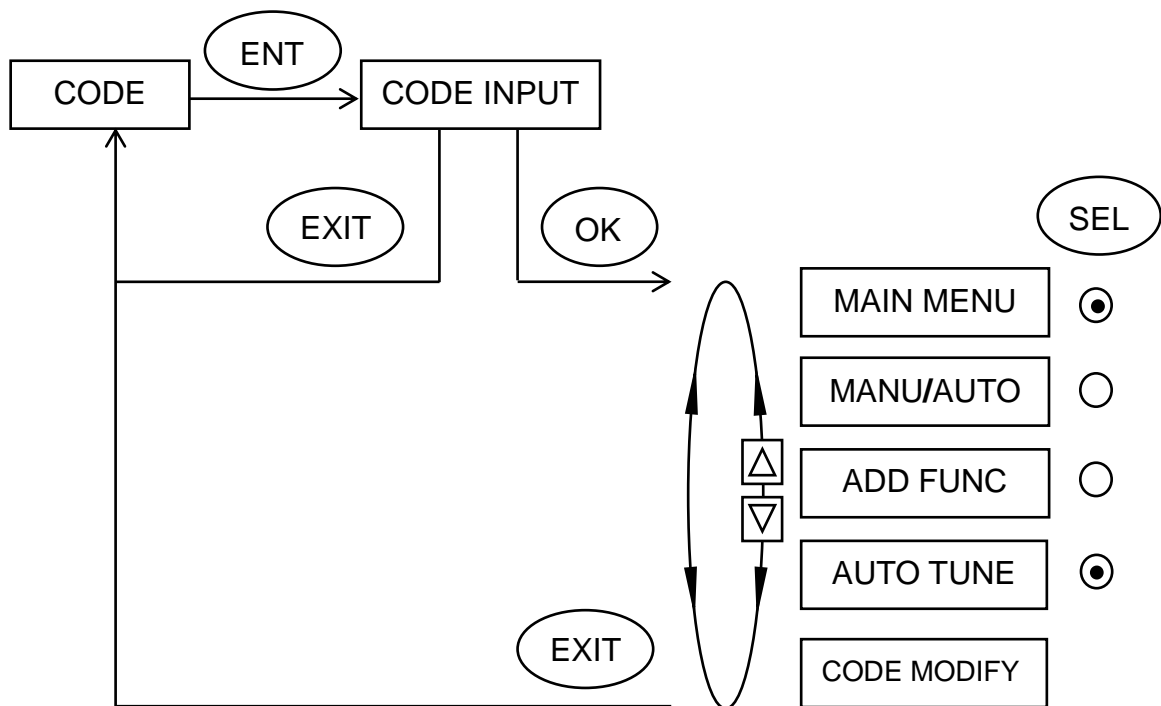 ENT
CODE
CODE INPUT
EXIT
OK
SEL
MAIN MENU
MANU/AUTO
ADD FUNC
AUTO TUNE
EXIT
CODE MODIFY